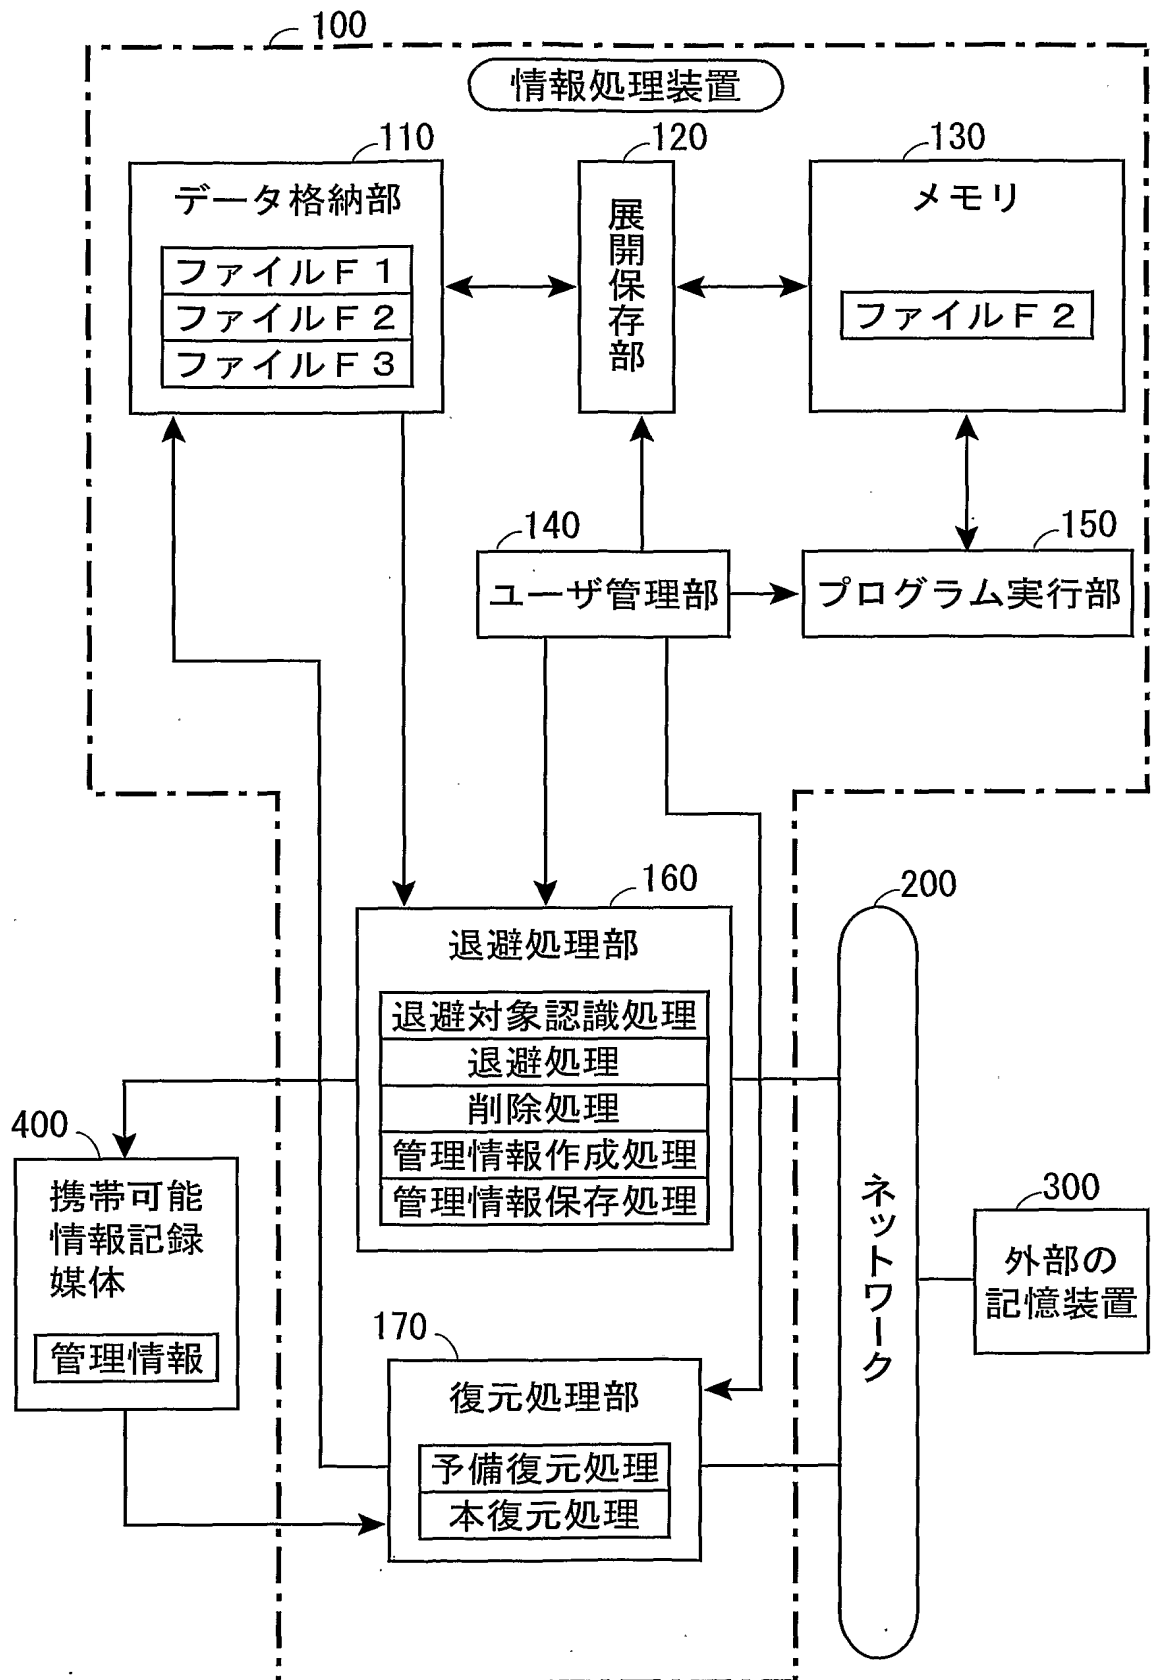 100
情報処理装置
110
データ格納部
ファイルF1
ファイルF2
ファイルF3
120
展開保存部
130
メモリ
ファイルF2
140
ユーザ管理部
150
プログラム実行部
160
退避処理部
退避対象認識処理
退避処理
削除処理
管理情報作成処理
管理情報保存処理
200
ネットワーク
300
外部の
記憶装置
400
携帯可能
情報記録
媒体
管理情報
170
復元処理部
予備復元処理
本復元処理